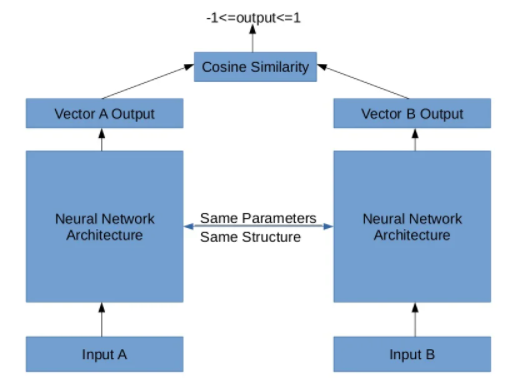 -1<=output<=1
Cosine Similarity
Vector A Output
Vector B Output
Neural Network
Architecture
Same Parameters
Same Structure
Neural Network
Architecture
Input A
Input B